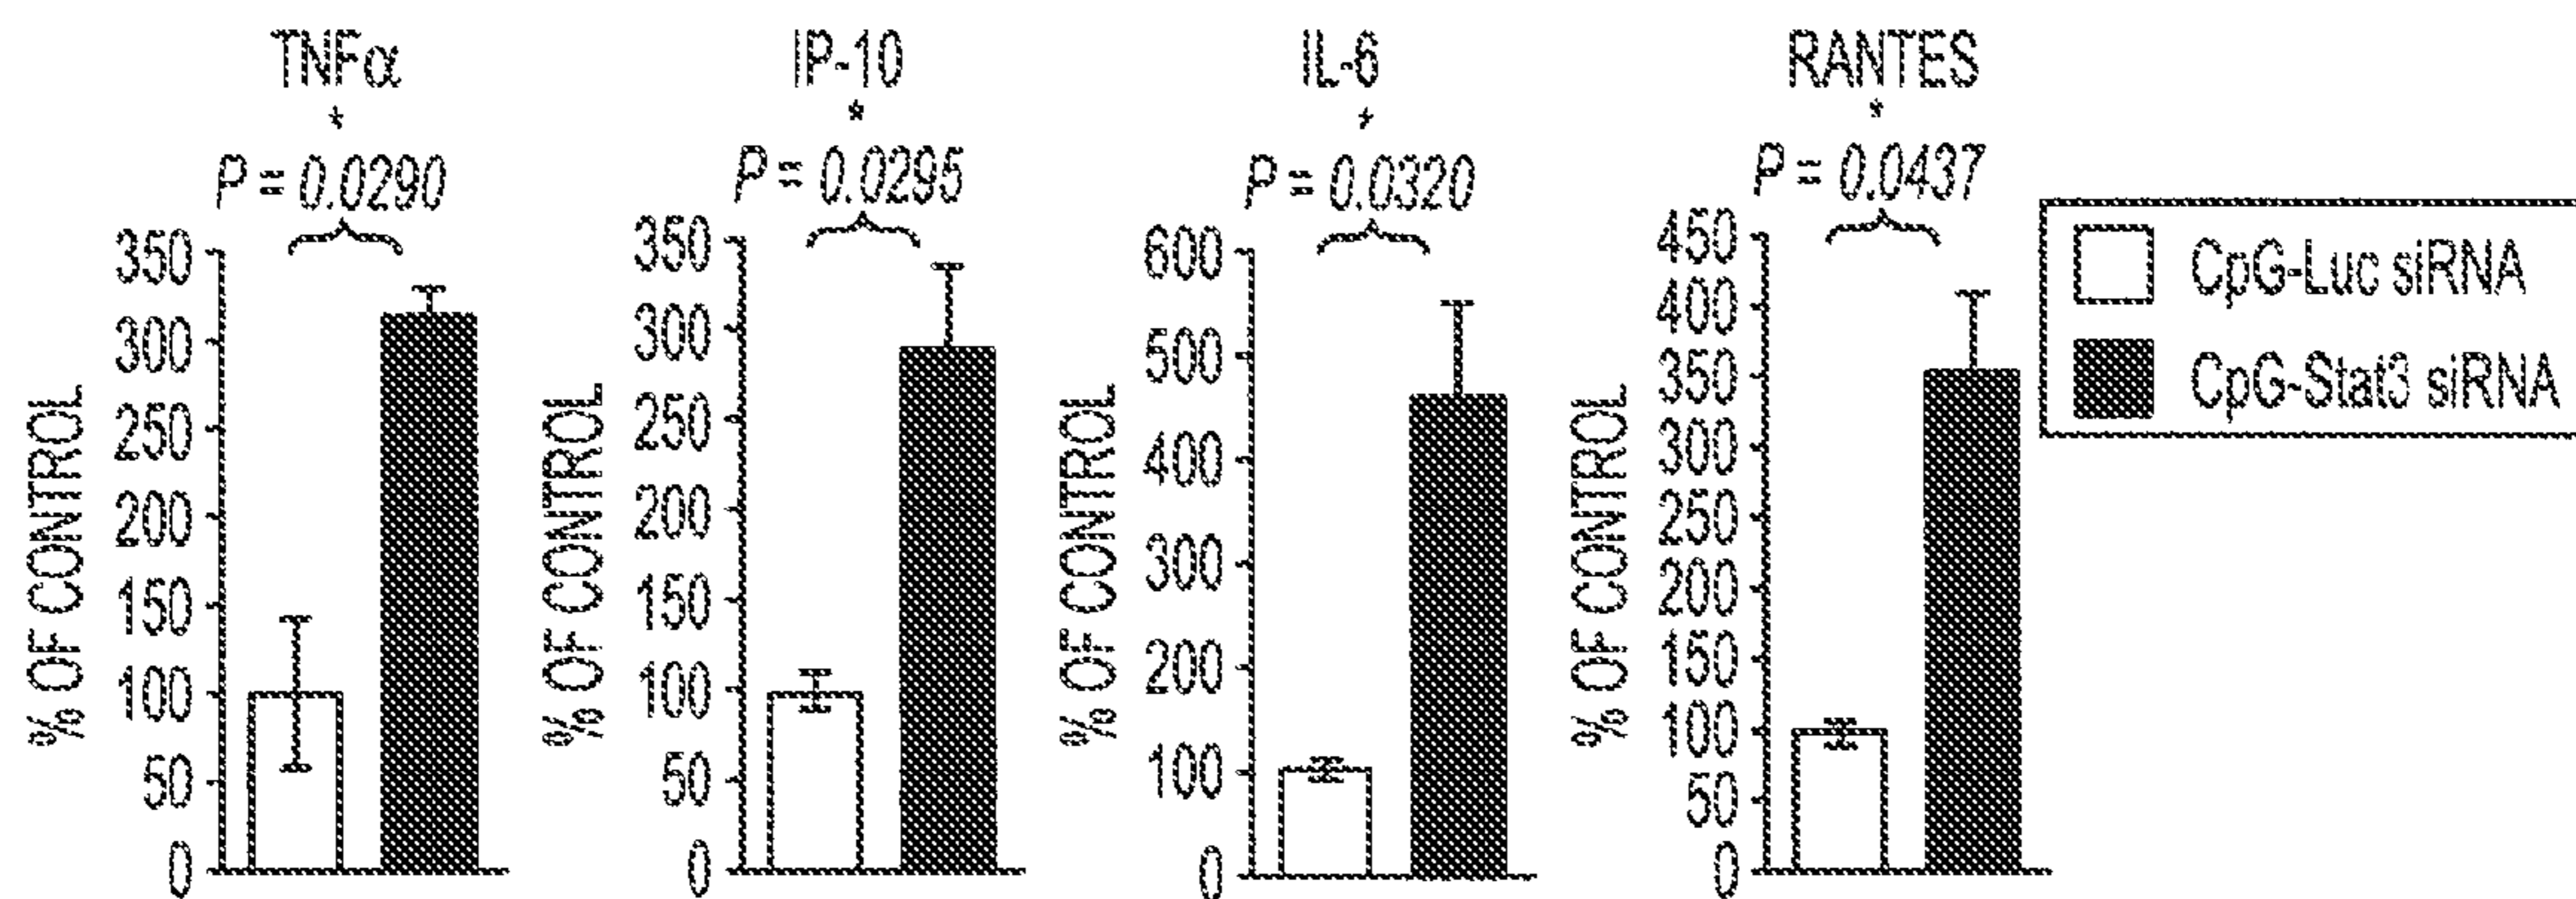 TNFα
*
P = 0.0290
350
300
250
200
150
100
50
0
% OF CONTROL
IP-10
*
P = 0.0295
350
300
250
200
150
100
50
0
% OF CONTROL
IL-6
*
P = 0.0320
600
500
400
300
200
100
0
% OF CONTROL
RANTES
*
P = 0.0437
450
400
350
300
250
200
150
100
50
0
% OF CONTROL
CpG-Luc siRNA
CpG-Stat3 siRNA